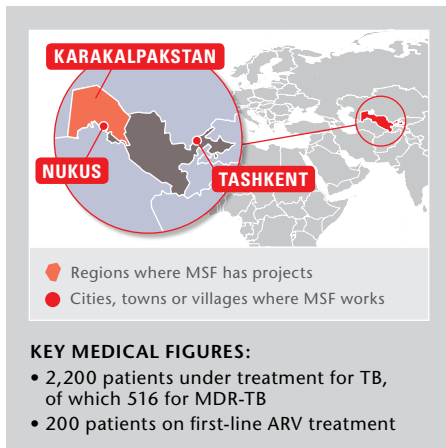 KARAKALPAKSTAN
NUKUS
TASHKENT
Regions where MSF has projects
Cities, towns or villages where MSF works
KEY MEDICAL FIGURES:
• 2,200 patients under treatment for TB,
of which 516 for MDR-TB
• 200 patients on first-line ARV treatment